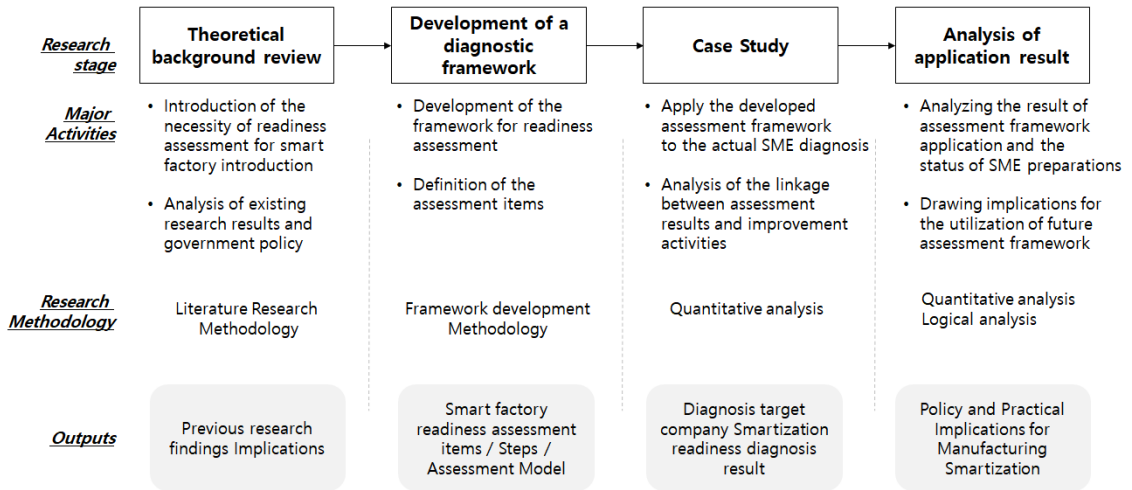 Research stage
Theoretical
background review
Development of a
diagnostic
framework
Case Study
Analysis of
application result
Major
Activities
• Introduction of the
necessity of readiness
assessment for smart
factory introduction
• Analysis of existing
research results and
government policy
• Development of the
framework for readiness
assessment
• Definition of the
assessment items
• Apply the developed
assessment framework
to the actual SME diagnosis
• Analysis of the linkage
between assessment
results and improvement
activities
• Analyzing the result of
assessment framework
application and the
status of SME preparations
• Drawing implications for
the utilization of future
assessment framework
Research
Methodology
Literature Research
Methodology
Framework development
Methodology
Quantitative analysis
Quantitative analysis
Logical analysis
Outputs
Previous research
findings Implications
Smart factory
readiness assessment
items / Steps /
Assessment Model
Diagnosis target
company Smartization
readiness diagnosis
result
Policy and Practical
Implications for
Manufacturing
Smartization